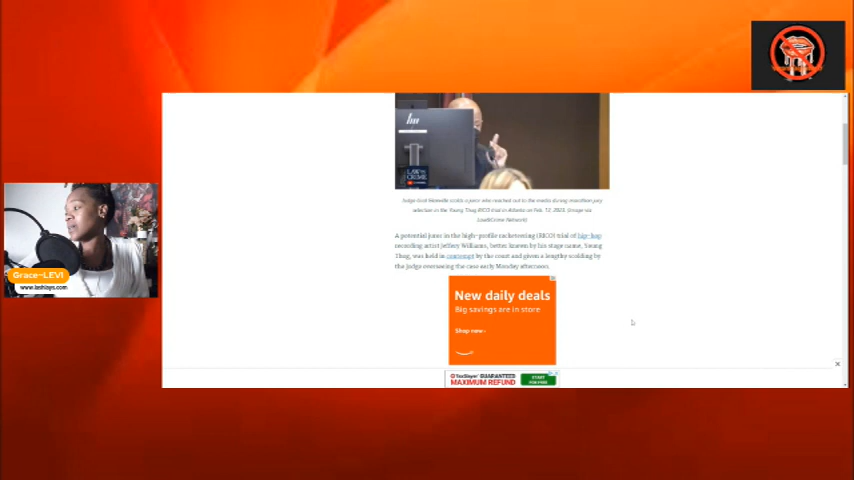 hp
LAW&CRIME
Judge Ural Glanville scolds a juror who reached out to the media during marathon jury
selection in the Young Thug RICO trial in Atlanta on Feb. 13, 2023. (Image via
Law&Crime Network)
A potential juror in the high-profile racketeering (RICO) trial of hip-hop
recording artist Jeffery Williams, better known by his stage name, Young
Thug, was held in contempt by the court and given a lengthy scolding by
the judge overseeing the case early Monday afternoon.
New daily deals
Big savings are in store
Shop now ›
Grace-LEVI
www.lashlays.com
TaxSlayer GUARANTEED
MAXIMUM REFUND
START
FOR FREE